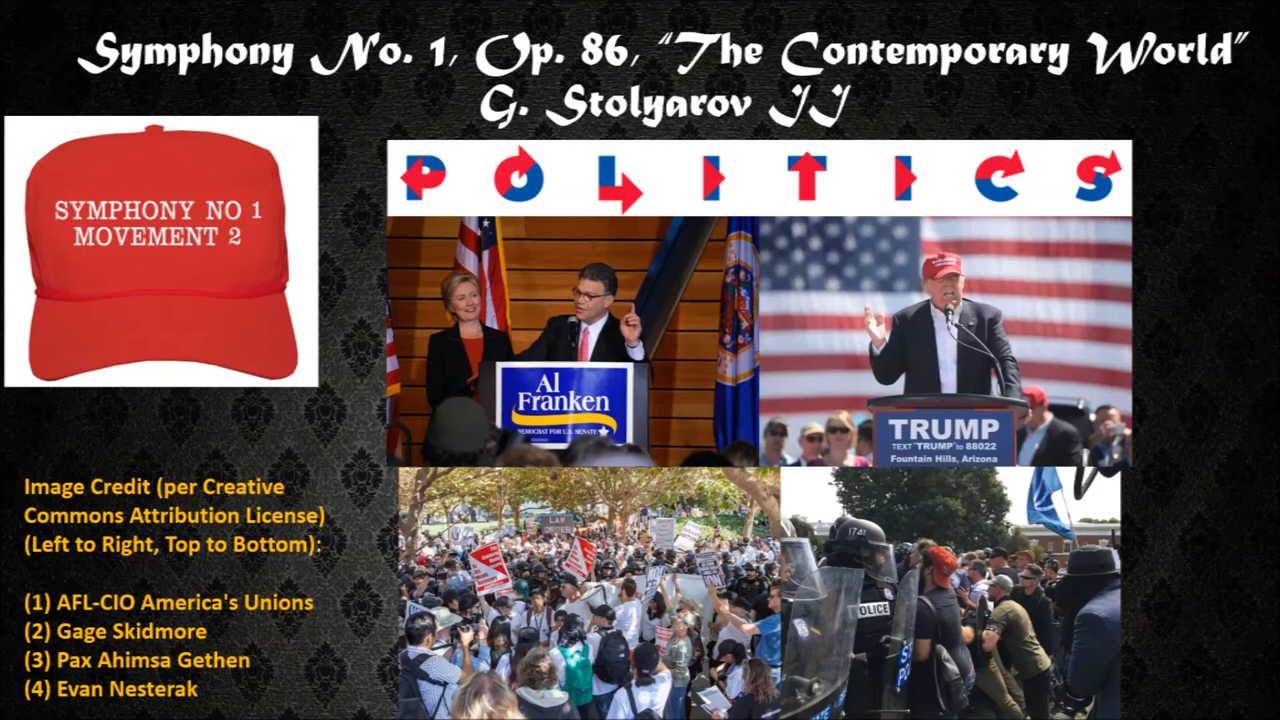 Symphony No. 1, Op. 86, "The Contemporary World"
G. Stolyarov II
SYMPHONY NO 1
MOVEMENT 2
POLITICS
Al
Franken
DEMOCRAT FOR U.S. SENATE
TRUMP
TEXT "TRUMP" to 88022
Fountain Hills, Arizona
Image Credit (per Creative
Commons Attribution License)
(Left to Right, Top to Bottom):
(1) AFL-CIO America's Unions
(2) Gage Skidmore
(3) Pax Ahimsa Gethen
(4) Evan Nesterak
LAW
ORDER
1748
POLICE